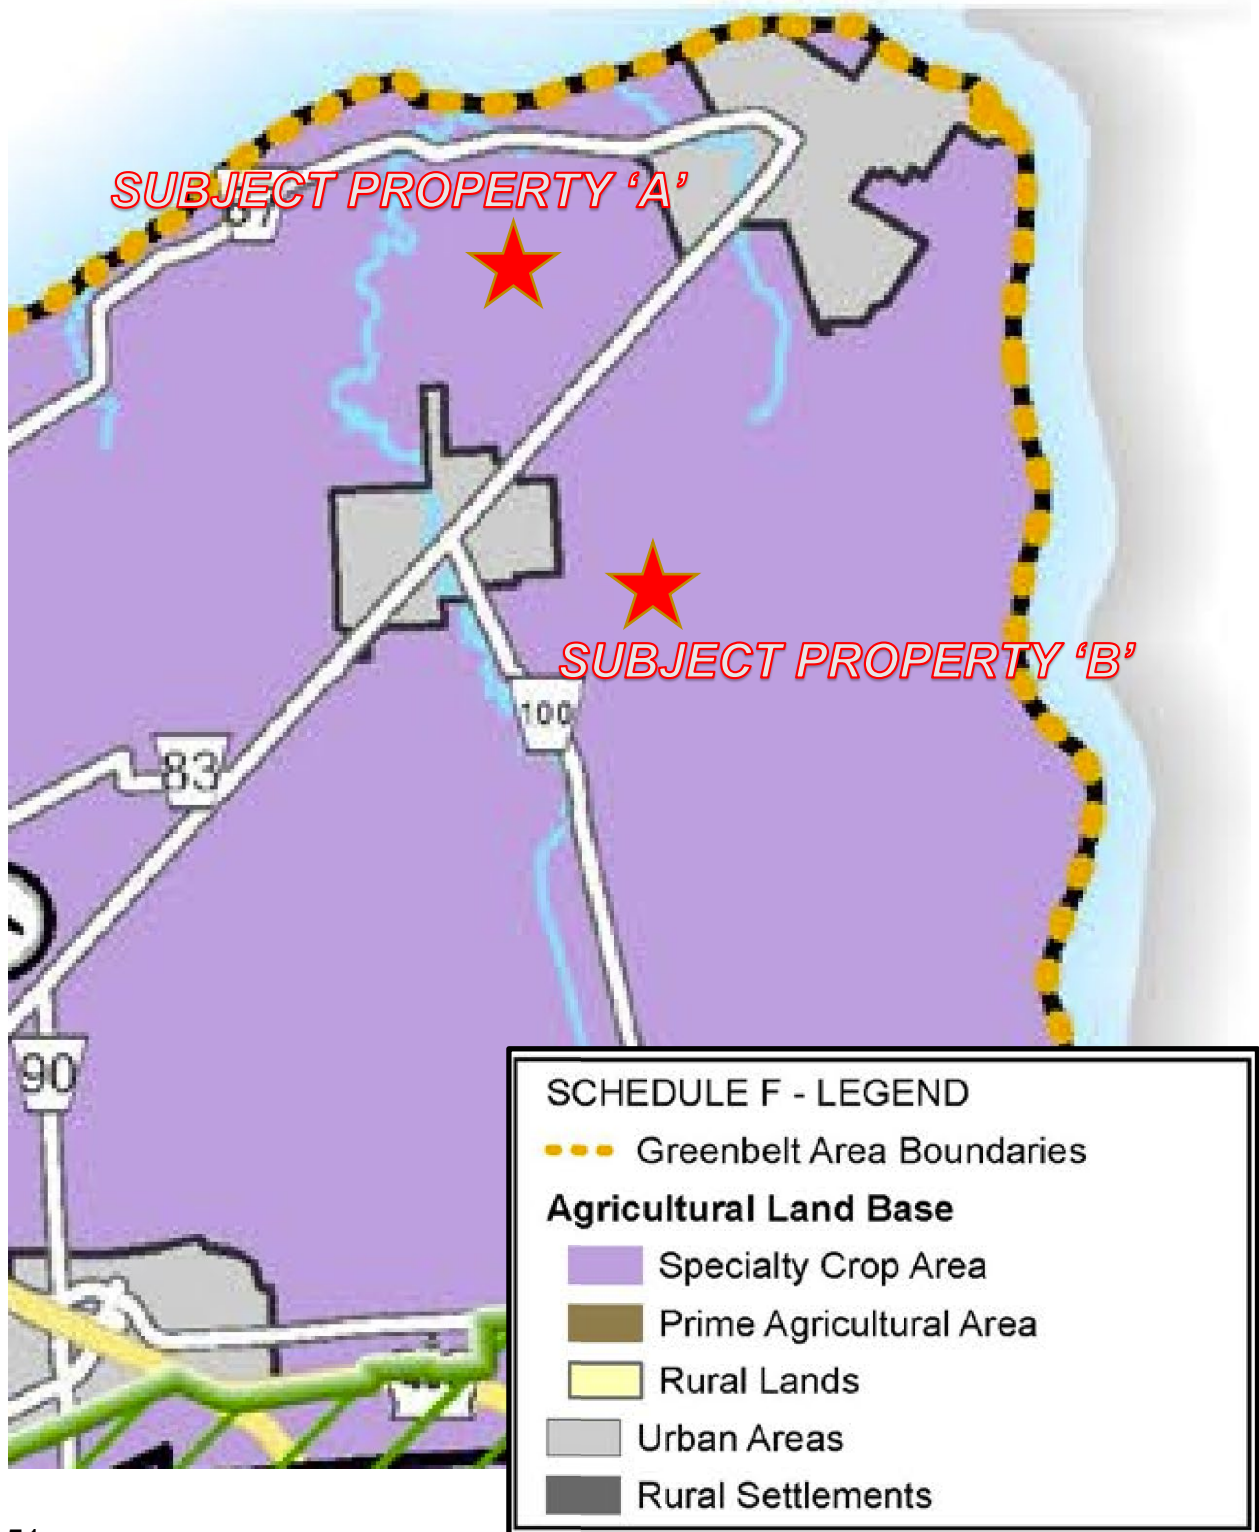 SUBJECT PROPERTY ‘A’
SUBJECT PROPERTY ‘B’
100
83
90
SCHEDULE F - LEGEND
Greenbelt Area Boundaries
Agricultural Land Base
Specialty Crop Area
Prime Agricultural Area
Rural Lands
Urban Areas
Rural Settlements